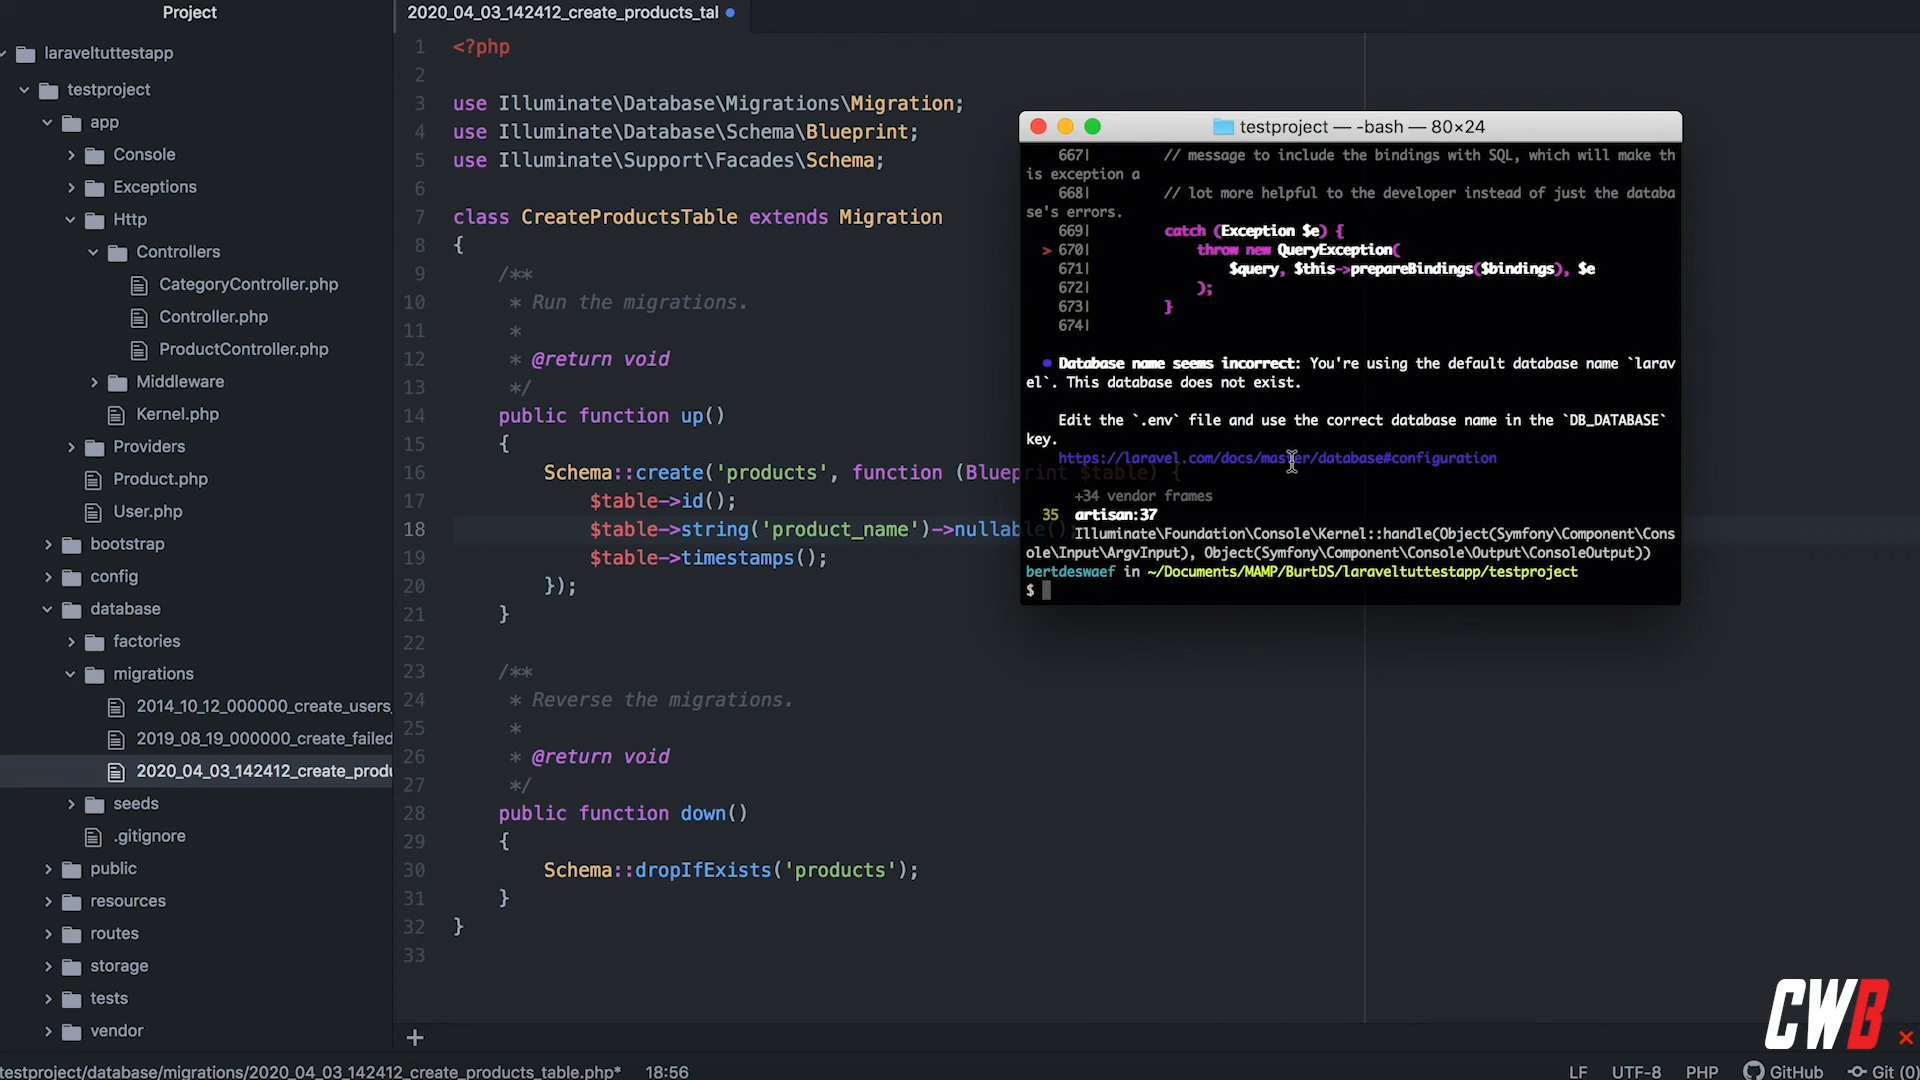 Project
laraveltuttestapp
testproject
app
Console
Exceptions
Http
Controllers
CategoryController.php
Controller.php
ProductController.php
Middleware
Kernel.php
Providers
Product.php
User.php
bootstrap
config
database
factories
migrations
2014_10_12_000000_create_users_
2019_08_19_000000_create_failed
2020_04_03_142412_create_produ
seeds
.gitignore
public
resources
routes
storage
tests
vendor
2020_04_03_142412_create_products_tal
1 <?php
2
3 use Illuminate\Database\Migrations\Migration;
4 use Illuminate\Database\Schema\Blueprint;
5 use Illuminate\Support\Facades\Schema;
6
7 class CreateProductsTable extends Migration
8 {
9 /**
10 * Run the migrations.
11 *
12 * @return void
13 */
14 public function up()
15 {
16 Schema::create('products', function (Blueprint $table) {
17 $table->id();
18 $table->string('product_name')->nullable();
19 $table->timestamps();
20 });
21 }
22
23 /**
24 * Reverse the migrations.
25 *
26 * @return void
27 */
28 public function down()
29 {
30 Schema::dropIfExists('products');
31 }
32 }
33
testproject — -bash — 80×24
667| // message to include the bindings with SQL, which will make th
is exception a
668| // lot more helpful to the developer instead of just the databa
se's errors.
669| catch (Exception $e) {
> 670| throw new QueryException(
671| $query, $this->prepareBindings($bindings), $e
672| );
673| }
674|
• Database name seems incorrect: You're using the default database name `larav
el`. This database does not exist.
Edit the `.env` file and use the correct database name in the `DB_DATABASE`
key.
https://laravel.com/docs/master/database#configuration
+34 vendor frames
35 artisan:37
Illuminate\Foundation\Console\Kernel::handle(Object(Symfony\Component\Cons
ole\Input\ArgvInput), Object(Symfony\Component\Console\Output\ConsoleOutput))
bertdeswaef in ~/Documents/MAMP/BurtDS/laraveltuttestapp/testproject
$
CWB
testproject/database/migrations/2020_04_03_142412_create_products_table.php* 18:56
LF UTF-8 PHP GitHub Git (0)